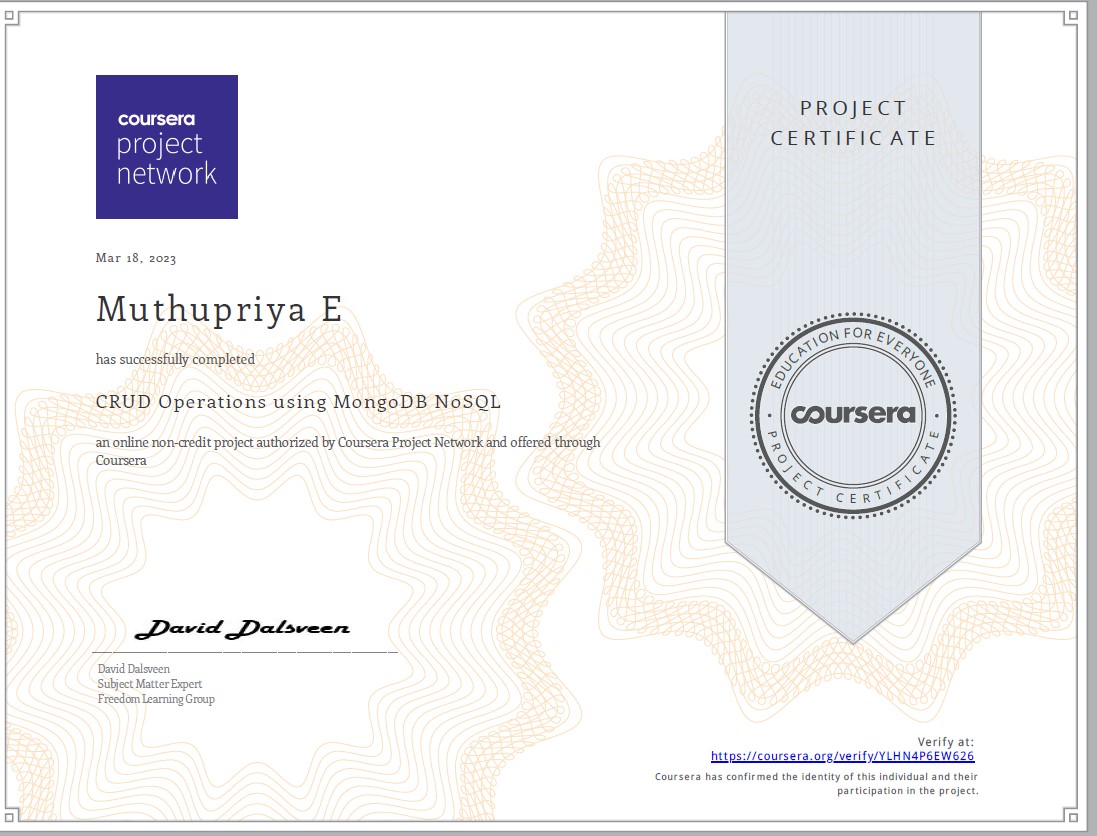 coursera
project
network
PROJECT
CERTIFICATE
Mar 18, 2023
Muthupriya E
has successfully completed
CRUD Operations using MongoDB NoSQL
an online non-credit project authorized by Coursera Project Network and offered through
Coursera
EDUCATION FOR EVERYONE
coursera
PROJECT CERTIFICATE
David Dalsveen
David Dalsveen
Subject Matter Expert
Freedom Learning Group
Verify at:
https://coursera.org/verify/YLHN4P6EW626
Coursera has confirmed the identity of this individual and their
participation in the project.